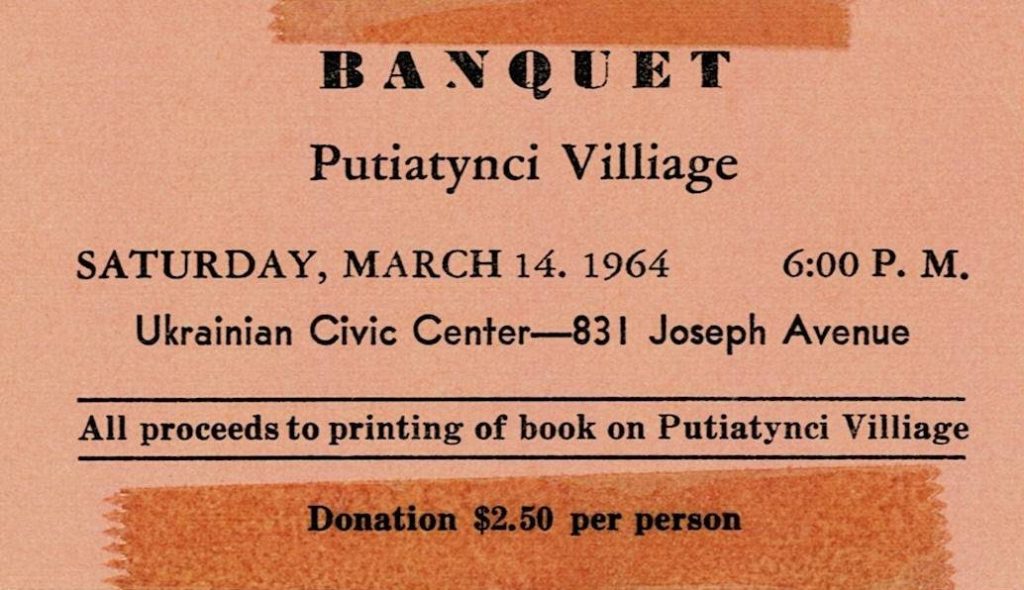 BANQUET
Putiatynci Villiage
SATURDAY, MARCH 14. 1964 6:00 P. M.
Ukrainian Civic Center—831 Joseph Avenue
All proceeds to printing of book on Putiatynci Villiage
Donation $2.50 per person